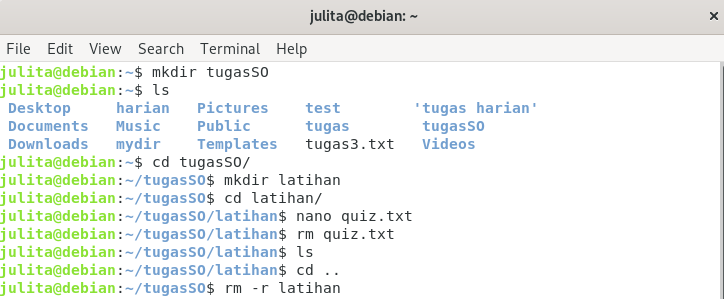 julita@debian: ~
File Edit View Search Terminal Help
julita@debian:~$ mkdir tugasSO
julita@debian:~$ ls
Desktop harian Pictures test 'tugas harian'
Documents Music Public tugas tugasSO
Downloads mydir Templates tugas3.txt Videos
julita@debian:~$ cd tugasSO/
julita@debian:~/tugasSO$ mkdir latihan
julita@debian:~/tugasSO$ cd latihan/
julita@debian:~/tugasSO/latihan$ nano quiz.txt
julita@debian:~/tugasSO/latihan$ rm quiz.txt
julita@debian:~/tugasSO/latihan$ ls
julita@debian:~/tugasSO/latihan$ cd ..
julita@debian:~/tugasSO$ rm -r latihan